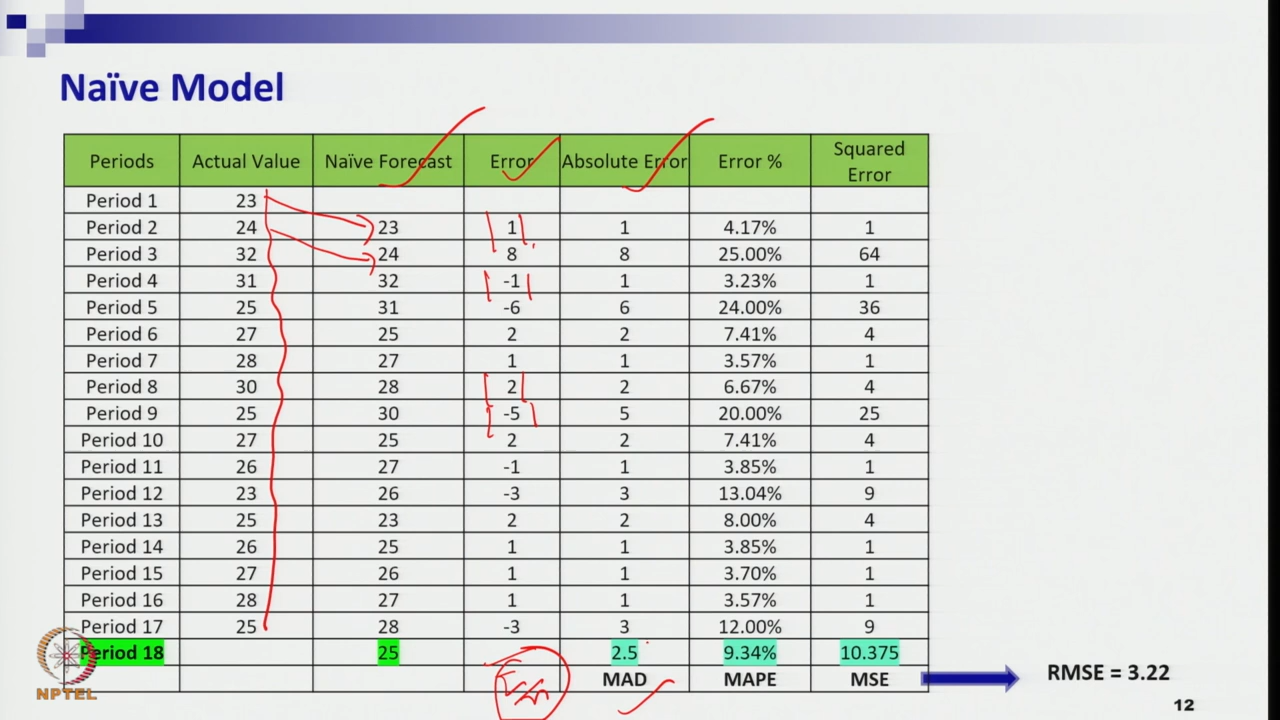 Naïve Model
Periods Actual Value Naïve Forecast Error Absolute Error Error % Squared Error
Period 1 23
Period 2 24 23 1 1 4.17% 1
Period 3 32 24 8 8 25.00% 64
Period 4 31 32 -1 1 3.23% 1
Period 5 25 31 -6 6 24.00% 36
Period 6 27 25 2 2 7.41% 4
Period 7 28 27 1 1 3.57% 1
Period 8 30 28 2 2 6.67% 4
Period 9 25 30 -5 5 20.00% 25
Period 10 27 25 2 2 7.41% 4
Period 11 26 27 -1 1 3.85% 1
Period 12 23 26 -3 3 13.04% 9
Period 13 25 23 2 2 8.00% 4
Period 14 26 25 1 1 3.85% 1
Period 15 27 26 1 1 3.70% 1
Period 16 28 27 1 1 3.57% 1
Period 17 25 28 -3 3 12.00% 9
Period 18 25 2.5 9.34% 10.375
MAD MAPE MSE
RMSE = 3.22
NPTEL
12